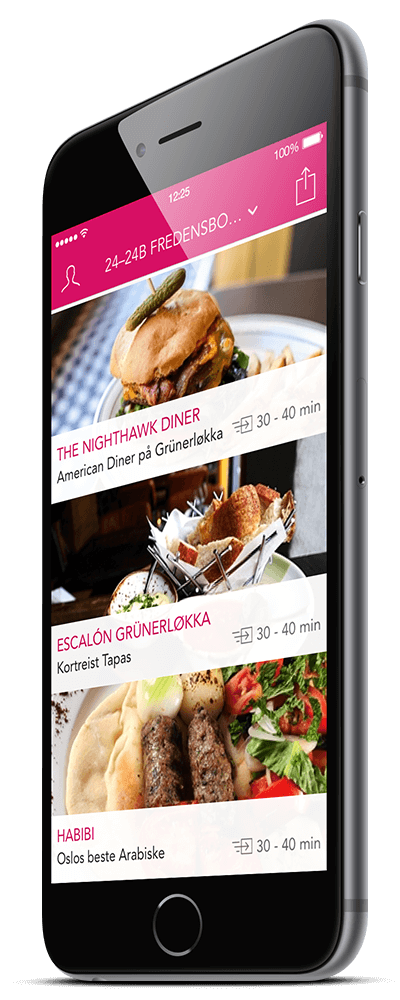 100%
12:25
24–24B FREDENSBO...
THE NIGHTHAWK DINER
American Diner på Grünerløkka
30 - 40 min
ESCALÓN GRÜNERLØKKA
Kortreist Tapas
30 - 40 min
HABIBI
Oslos beste Arabiske
30 - 40 min